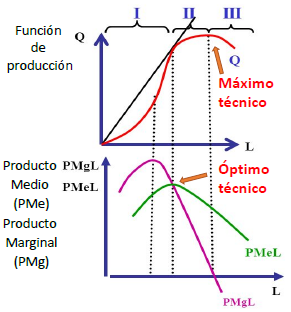 I II III
Función
de
producción
Q
Q
Máximo
técnico
L
Producto
Medio
(PMe)
Producto
Marginal
(PMg)
PMgL
PMeL
Óptimo
técnico
PMeL
PMgL
L